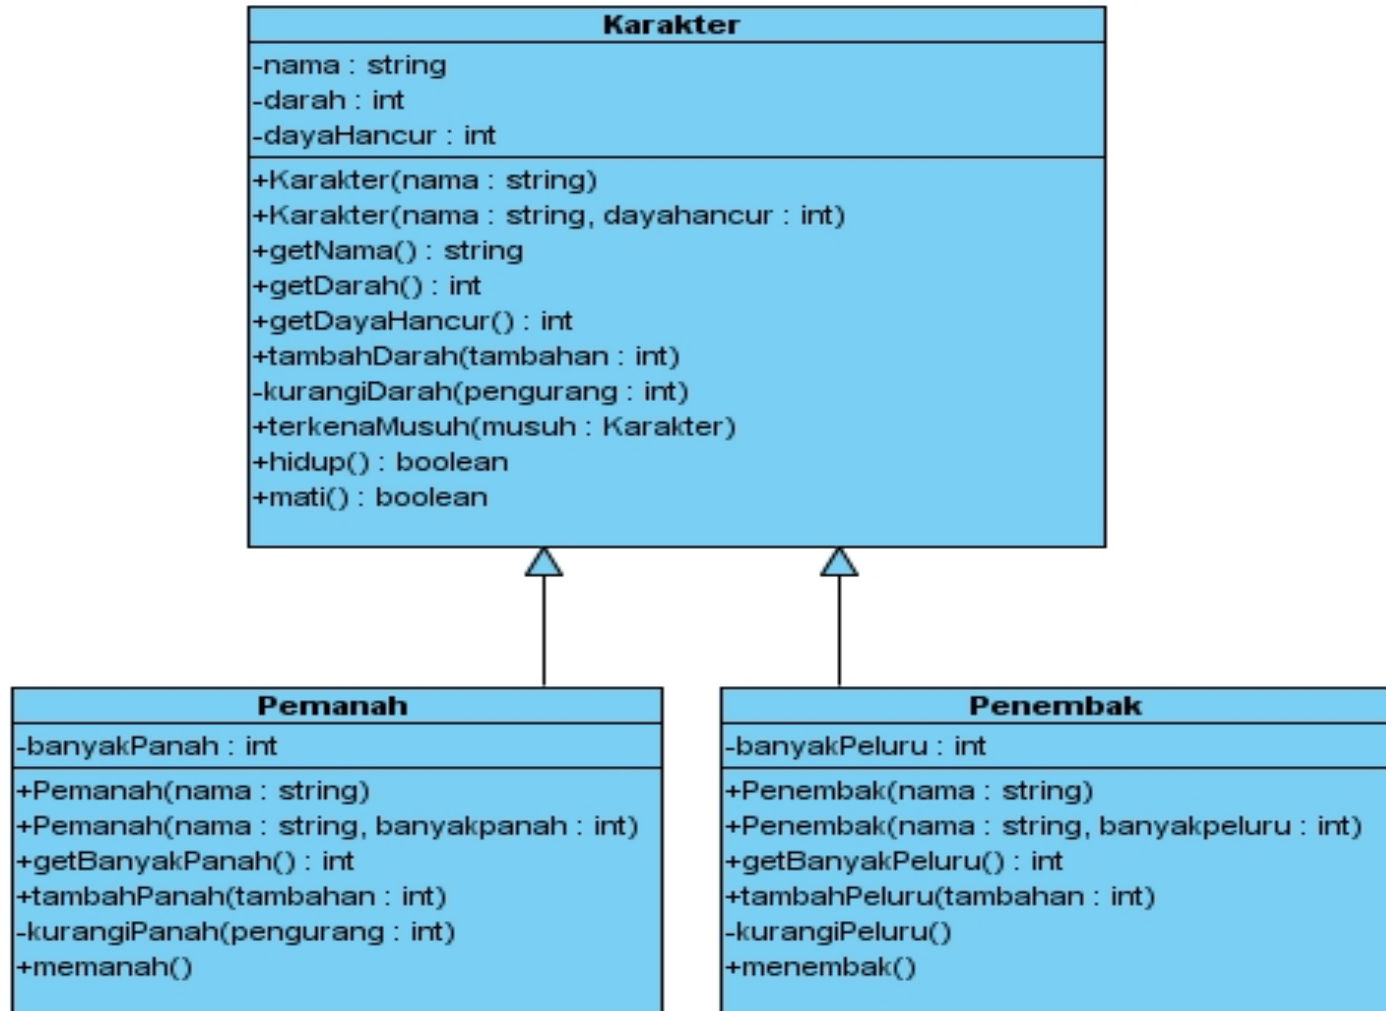 Karakter
-nama : string
-darah : int
-dayaHancur : int
+Karakter(nama : string)
+Karakter(nama : string, dayahancur : int)
+getNama() : string
+getDarah() : int
+getDayaHancur() : int
+tambahDarah(tambahan : int)
-kurangiDarah(pengurang : int)
+terkenaMusuh(musuh : Karakter)
+hidup() : boolean
+mati() : boolean
Pemanah
-banyakPanah : int
+Pemanah(nama : string)
+Pemanah(nama : string, banyakpanah : int)
+getBanyakPanah() : int
+tambahPanah(tambahan : int)
-kurangiPanah(pengurang : int)
+memanah()
Penembak
-banyakPeluru : int
+Penembak(nama : string)
+Penembak(nama : string, banyakpeluru : int)
+getBanyakPeluru() : int
+tambahPeluru(tambahan : int)
-kurangiPeluru()
+menembak()